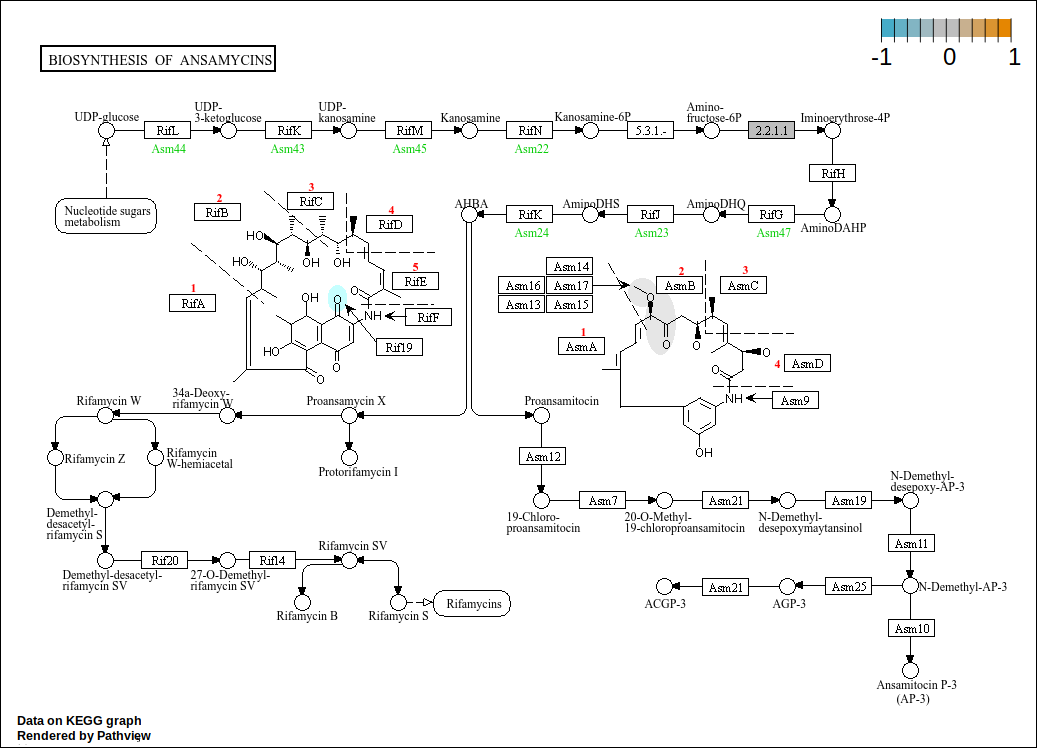 BIOSYNTHESIS OF ANSAMYCINS
-1 0 1
UDP-glucose
UDP-
3-ketoglucose
UDP-
kanosamine
Kanosamine
Kanosamine-6P
Amino-
fructose-6P
Iminoerythrose-4P
RifL
RifK
RifM
RifN
5.3.1.-
2.2.1.1
Asm44
Asm43
Asm45
Asm22
RifH
Nucleotide sugars
metabolism
AHBA
AminoDHS
AminoDHQ
AminoDAHP
RifK
RifJ
RifG
Asm24
Asm23
Asm47
1
RifA
2
RifB
3
RifC
4
RifD
5
RifE
RifF
Rif19
HO
HO
OH
OH
OH
HO
O
O
O
O
NH
Asm14
Asm16
Asm17
Asm13
Asm15
1
AsmA
2
AsmB
3
AsmC
4
AsmD
Asm9
O
O
O
O
O
NH
OH
Rifamycin W
34a-Deoxy-
rifamycin W
Proansamycin X
Proansamitocin
Rifamycin Z
Rifamycin
W-hemiacetal
Protorifamycin I
Asm12
Demethyl-
desacetyl-
rifamycin S
19-Chloro-
proansamitocin
Asm7
20-O-Methyl-
19-chloroproansamitocin
Asm21
N-Demethyl-
desepoxymaytansinol
Asm19
N-Demethyl-
desepoxy-AP-3
Asm11
Demethyl-desacetyl-
rifamycin SV
Rif20
27-O-Demethyl-
rifamycin SV
Rif14
Rifamycin SV
Rifamycin B
Rifamycin S
Rifamycins
ACGP-3
Asm21
AGP-3
Asm25
N-Demethyl-AP-3
Asm10
Ansamitocin P-3
(AP-3)
Data on KEGG graph
Rendered by Pathview